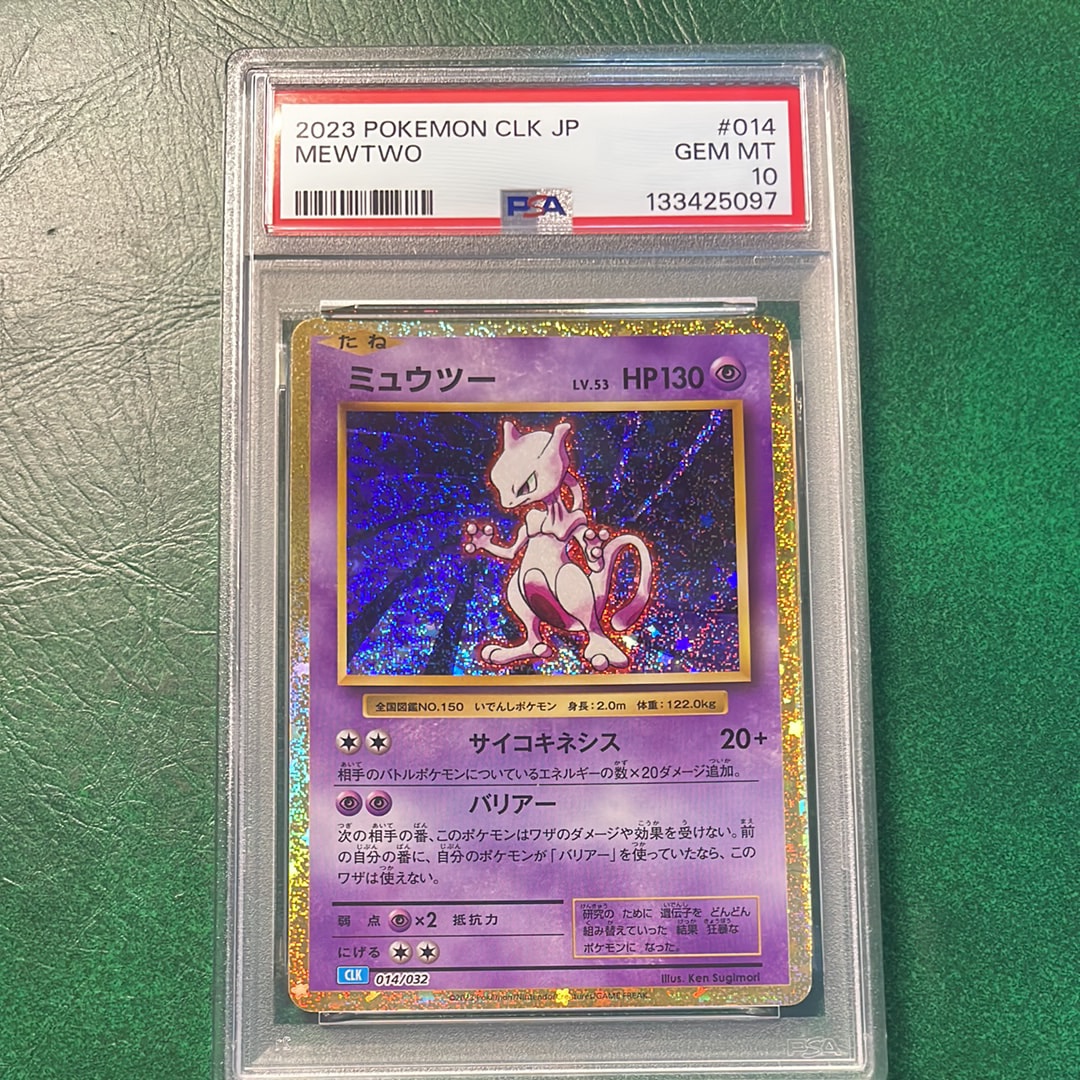 2023 POKEMON CLK JP #014
MEWTWO GEM MT
10
PSA 133425097
たね
ミュウツー LV.53 HP130
全国図鑑NO.150 いでんしポケモン 身長:2.0m 体重:122.0kg
サイコキネシス 20+
相手のバトルポケモンについているエネルギーの数×20ダメージ追加。
バリアー
次の相手の番、このポケモンはワザのダメージや効果を受けない。前
の自分の番に、自分のポケモンが「バリアー」を使っていたなら、この
ワザは使えない。
弱点 ×2 抵抗力
にげる
研究の ために 遺伝子を どんどん
組み替えていった 結果 狂暴な
ポケモンに なった。
CLK 014/032
Illus. Ken Sugimori
Nintendo/Creatures/GAME FREAK.
PSA